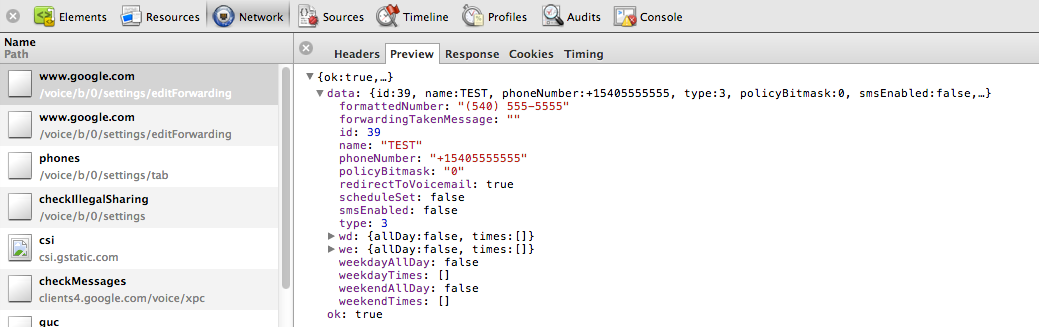 Elements Resources Network Sources Timeline Profiles Audits Console
Name
Path
www.google.com
/voice/b/0/settings/editForwarding
www.google.com
/voice/b/0/settings/editForwarding
phones
/voice/b/0/settings/tab
checkIllegalSharing
/voice/b/0/settings
csi
csi.gstatic.com
checkMessages
clients4.google.com/voice/xpc
guc
Headers Preview Response Cookies Timing
{ok:true,…}
data: {id:39, name:TEST, phoneNumber:+15405555555, type:3, policyBitmask:0, smsEnabled:false,…}
formattedNumber: "(540) 555-5555"
forwardingTakenMessage: ""
id: 39
name: "TEST"
phoneNumber: "+15405555555"
policyBitmask: "0"
redirectToVoicemail: true
scheduleSet: false
smsEnabled: false
type: 3
wd: {allDay:false, times:[]}
we: {allDay:false, times:[]}
weekdayAllDay: false
weekdayTimes: []
weekendAllDay: false
weekendTimes: []
ok: true